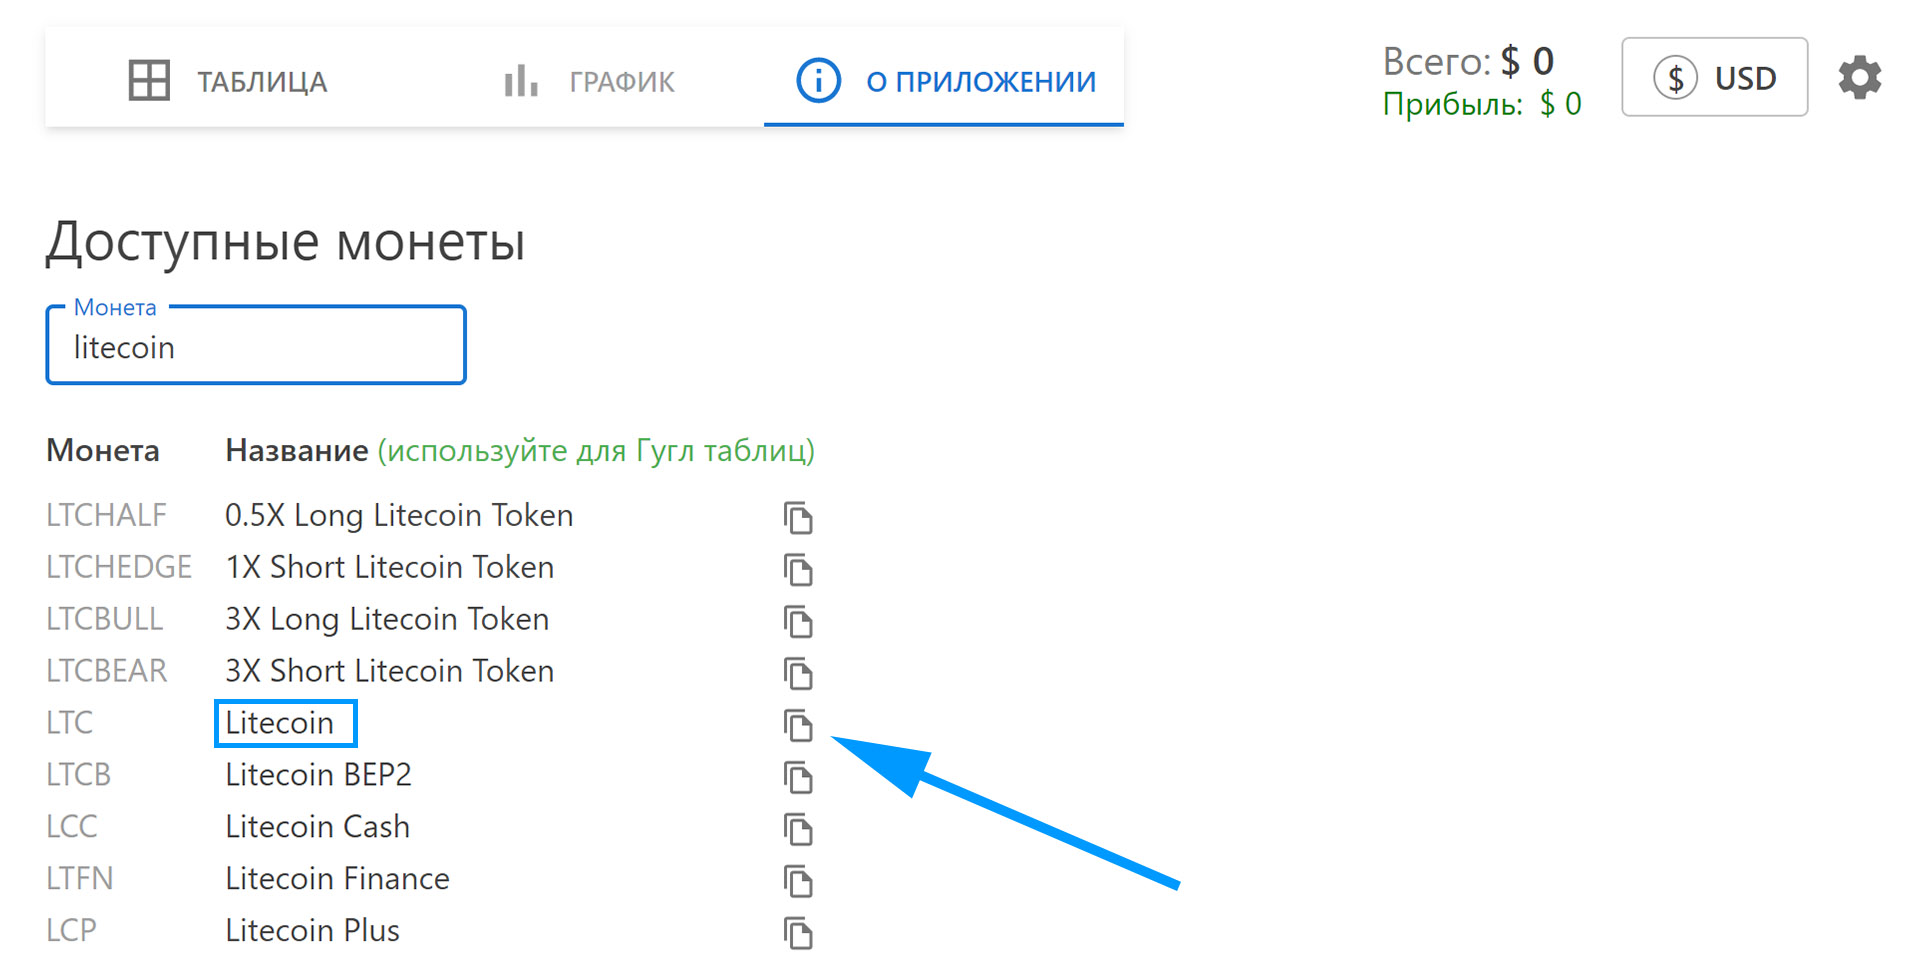 ТАБЛИЦА ГРАФИК О ПРИЛОЖЕНИИ Всего: $ 0 $ USD
Прибыль: $ 0
Доступные монеты
Монета
litecoin
Монета Название (используйте для Гугл таблиц)
LTCHALF 0.5X Long Litecoin Token
LTCHEDGE 1X Short Litecoin Token
LTCBULL 3X Long Litecoin Token
LTCBEAR 3X Short Litecoin Token
LTC Litecoin
LTCB Litecoin BEP2
LCC Litecoin Cash
LTFN Litecoin Finance
LCP Litecoin Plus